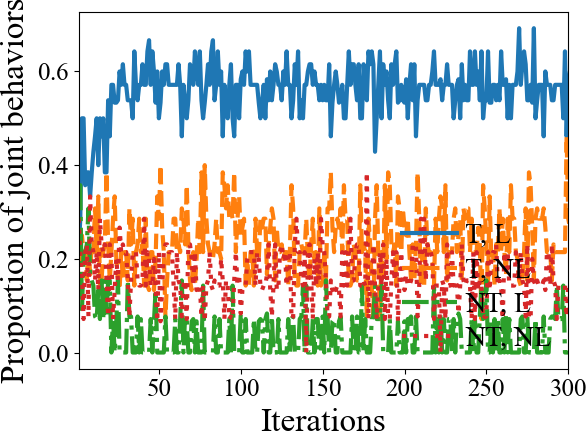 Proportion of joint behaviors
0.6
0.4
0.2
0.0
T, L
T, NL
NT, L
NT, NL
50 100 150 200 250 300
Iterations